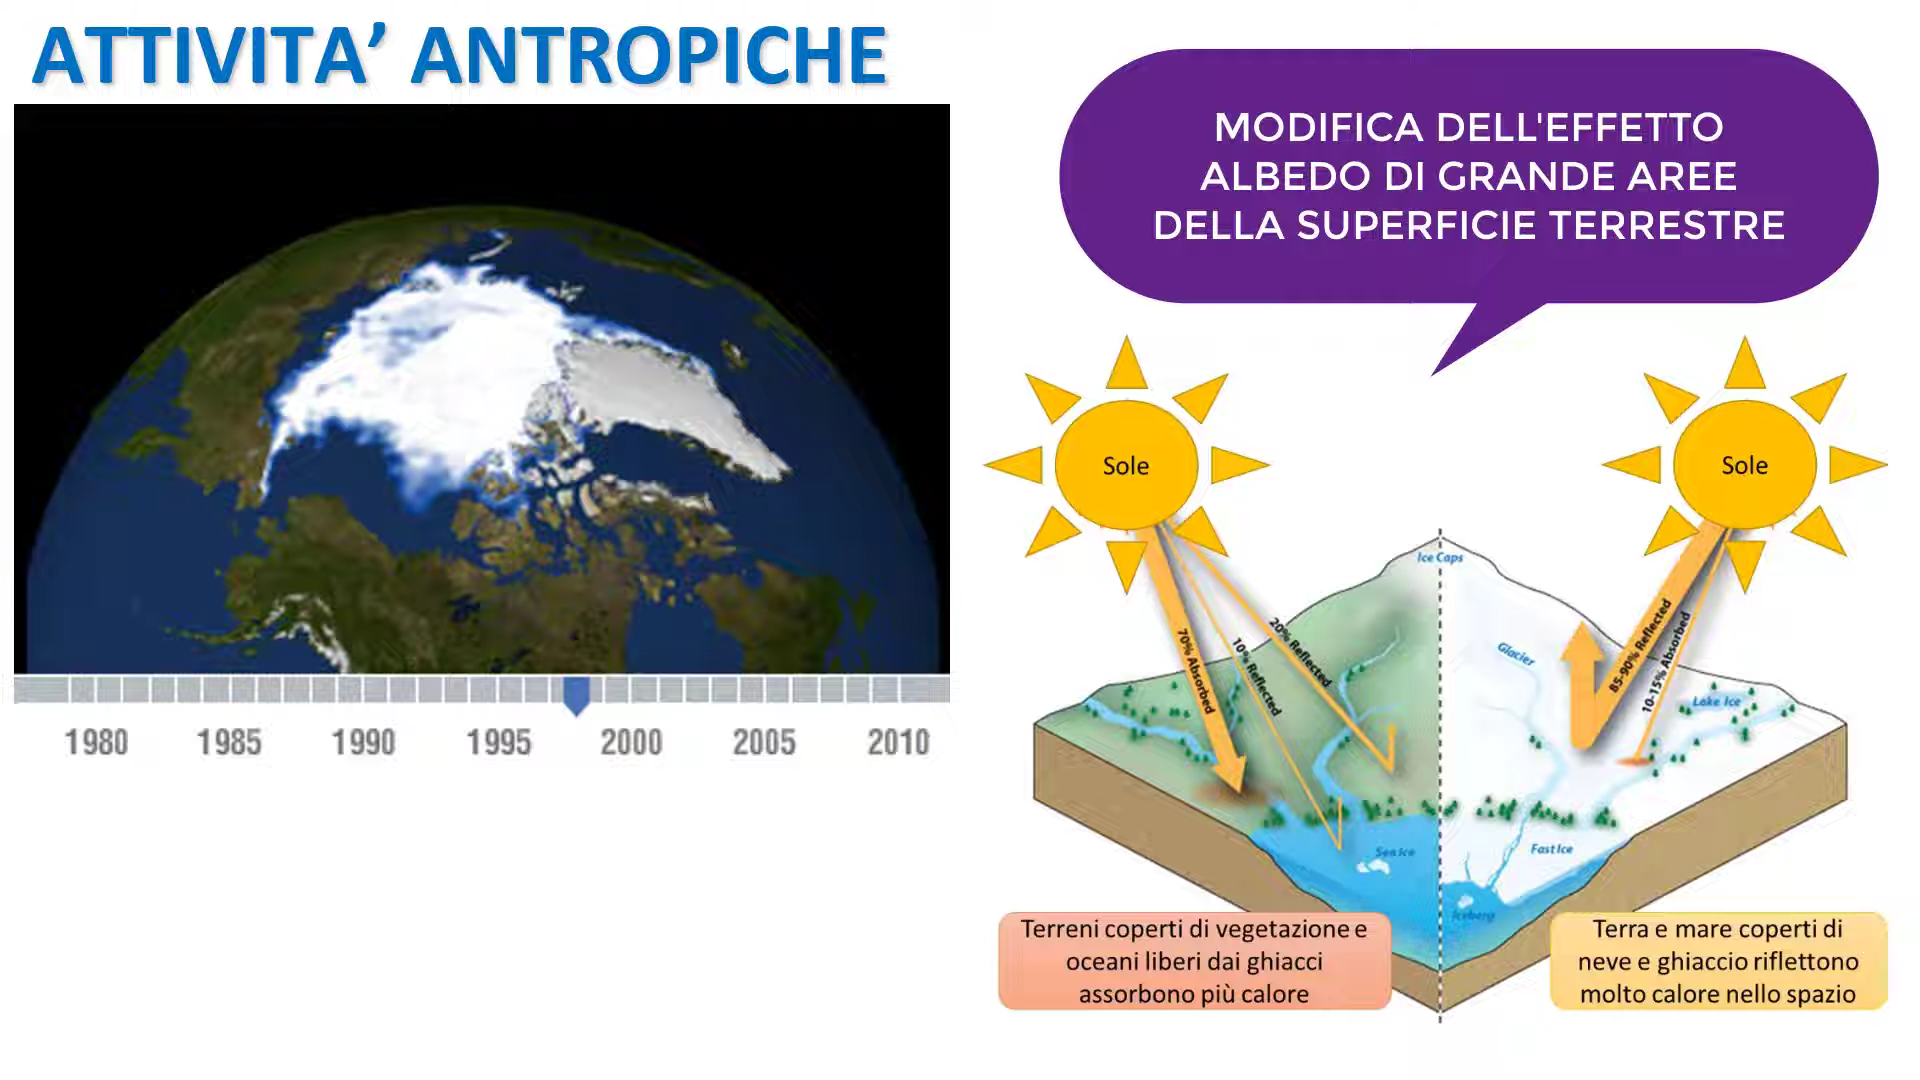 ATTIVITA’ ANTROPICHE
MODIFICA DELL'EFFETTO
ALBEDO DI GRANDE AREE
DELLA SUPERFICIE TERRESTRE
1980 1985 1990 1995 2000 2005 2010
Sole
Sole
Ice Caps
70% Absorbed
10% Reflected
20% Reflected
85-90% Reflected
10-15% Absorbed
Glacier
Lake Ice
Sea Ice
Fast Ice
Iceberg
Terreni coperti di vegetazione e
oceani liberi dai ghiacci
assorbono più calore
Terra e mare coperti di
neve e ghiaccio riflettono
molto calore nello spazio